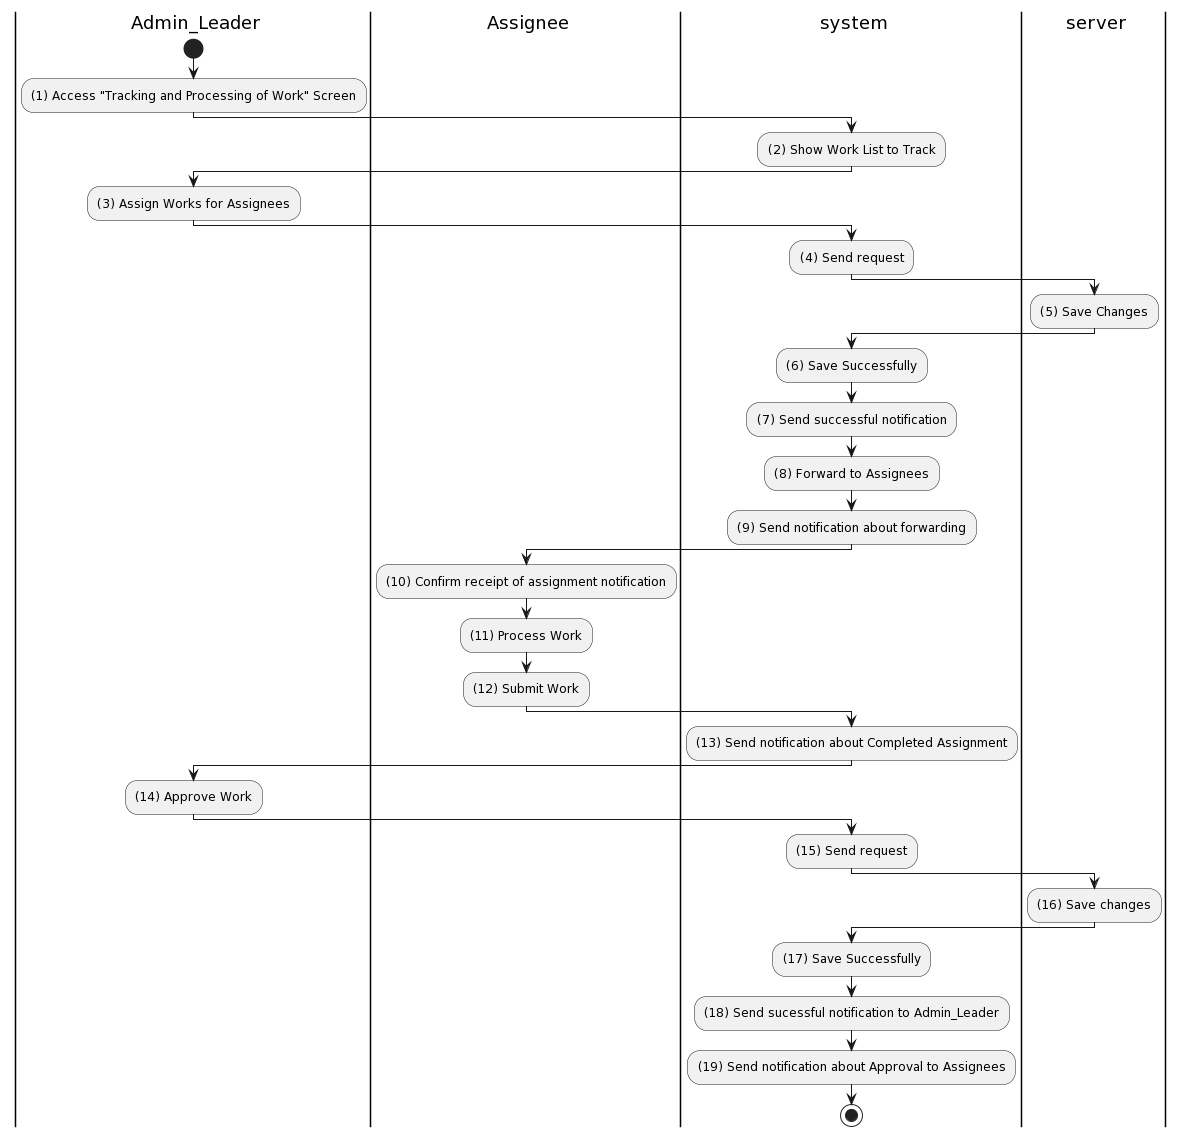 Admin_Leader
Assignee
system
server
(1) Access "Tracking and Processing of Work" Screen
(2) Show Work List to Track
(3) Assign Works for Assignees
(4) Send request
(5) Save Changes
(6) Save Successfully
(7) Send successful notification
(8) Forward to Assignees
(9) Send notification about forwarding
(10) Confirm receipt of assignment notification
(11) Process Work
(12) Submit Work
(13) Send notification about Completed Assignment
(14) Approve Work
(15) Send request
(16) Save changes
(17) Save Successfully
(18) Send sucessful notification to Admin_Leader
(19) Send notification about Approval to Assignees